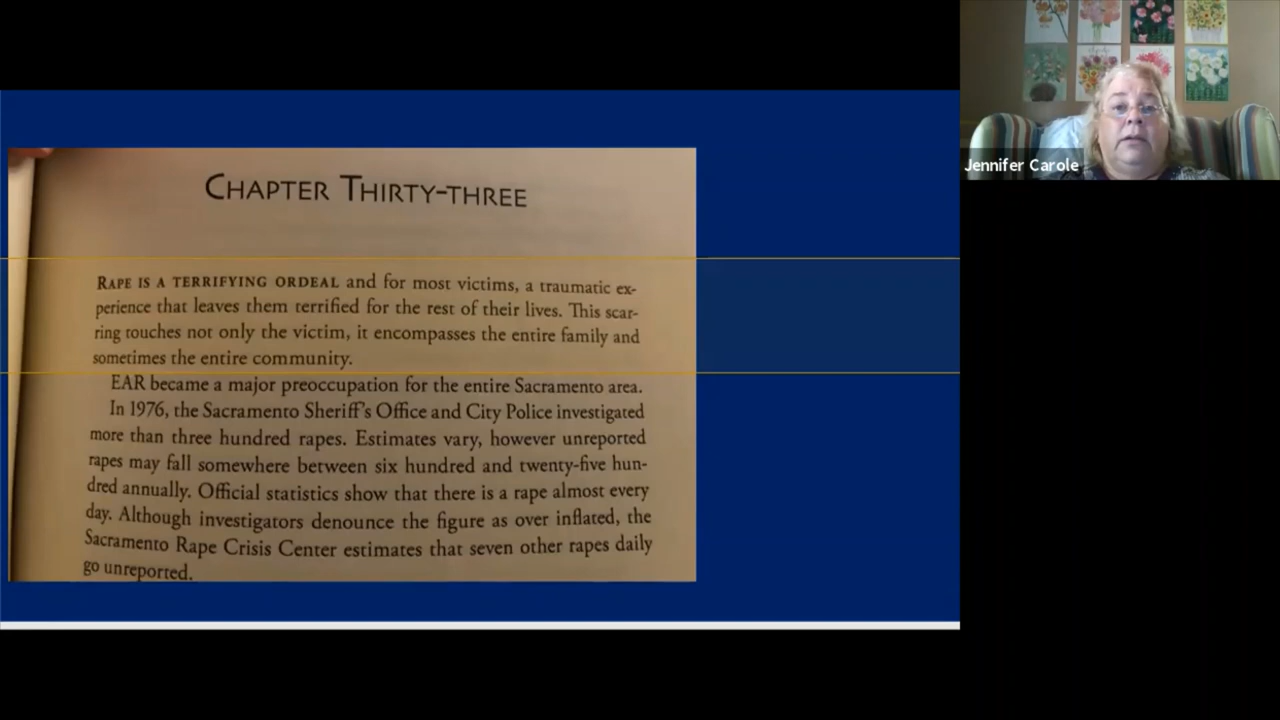 CHAPTER THIRTY-THREE
RAPE IS A TERRIFYING ORDEAL and for most victims, a traumatic ex-
perience that leaves them terrified for the rest of their lives. This scar-
ring touches not only the victim, it encompasses the entire family and
sometimes the entire community.
EAR became a major preoccupation for the entire Sacramento area.
In 1976, the Sacramento Sheriff's Office and City Police investigated
more than three hundred rapes. Estimates vary, however unreported
rapes may fall somewhere between six hundred and twenty-five hun-
dred annually. Official statistics show that there is a rape almost every
day. Although investigators denounce the figure as over inflated, the
Sacramento Rape Crisis Center estimates that seven other rapes daily
go unreported.
Jennifer Carole